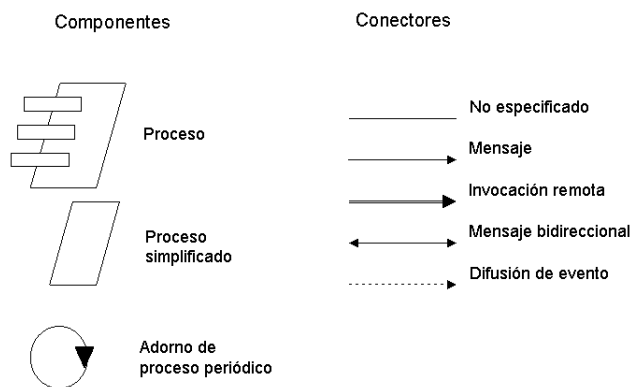 Componentes
Proceso
Proceso
simplificado
Adorno de
proceso periódico
Conectores
No especificado
Mensaje
Invocación remota
Mensaje bidireccional
Difusión de evento